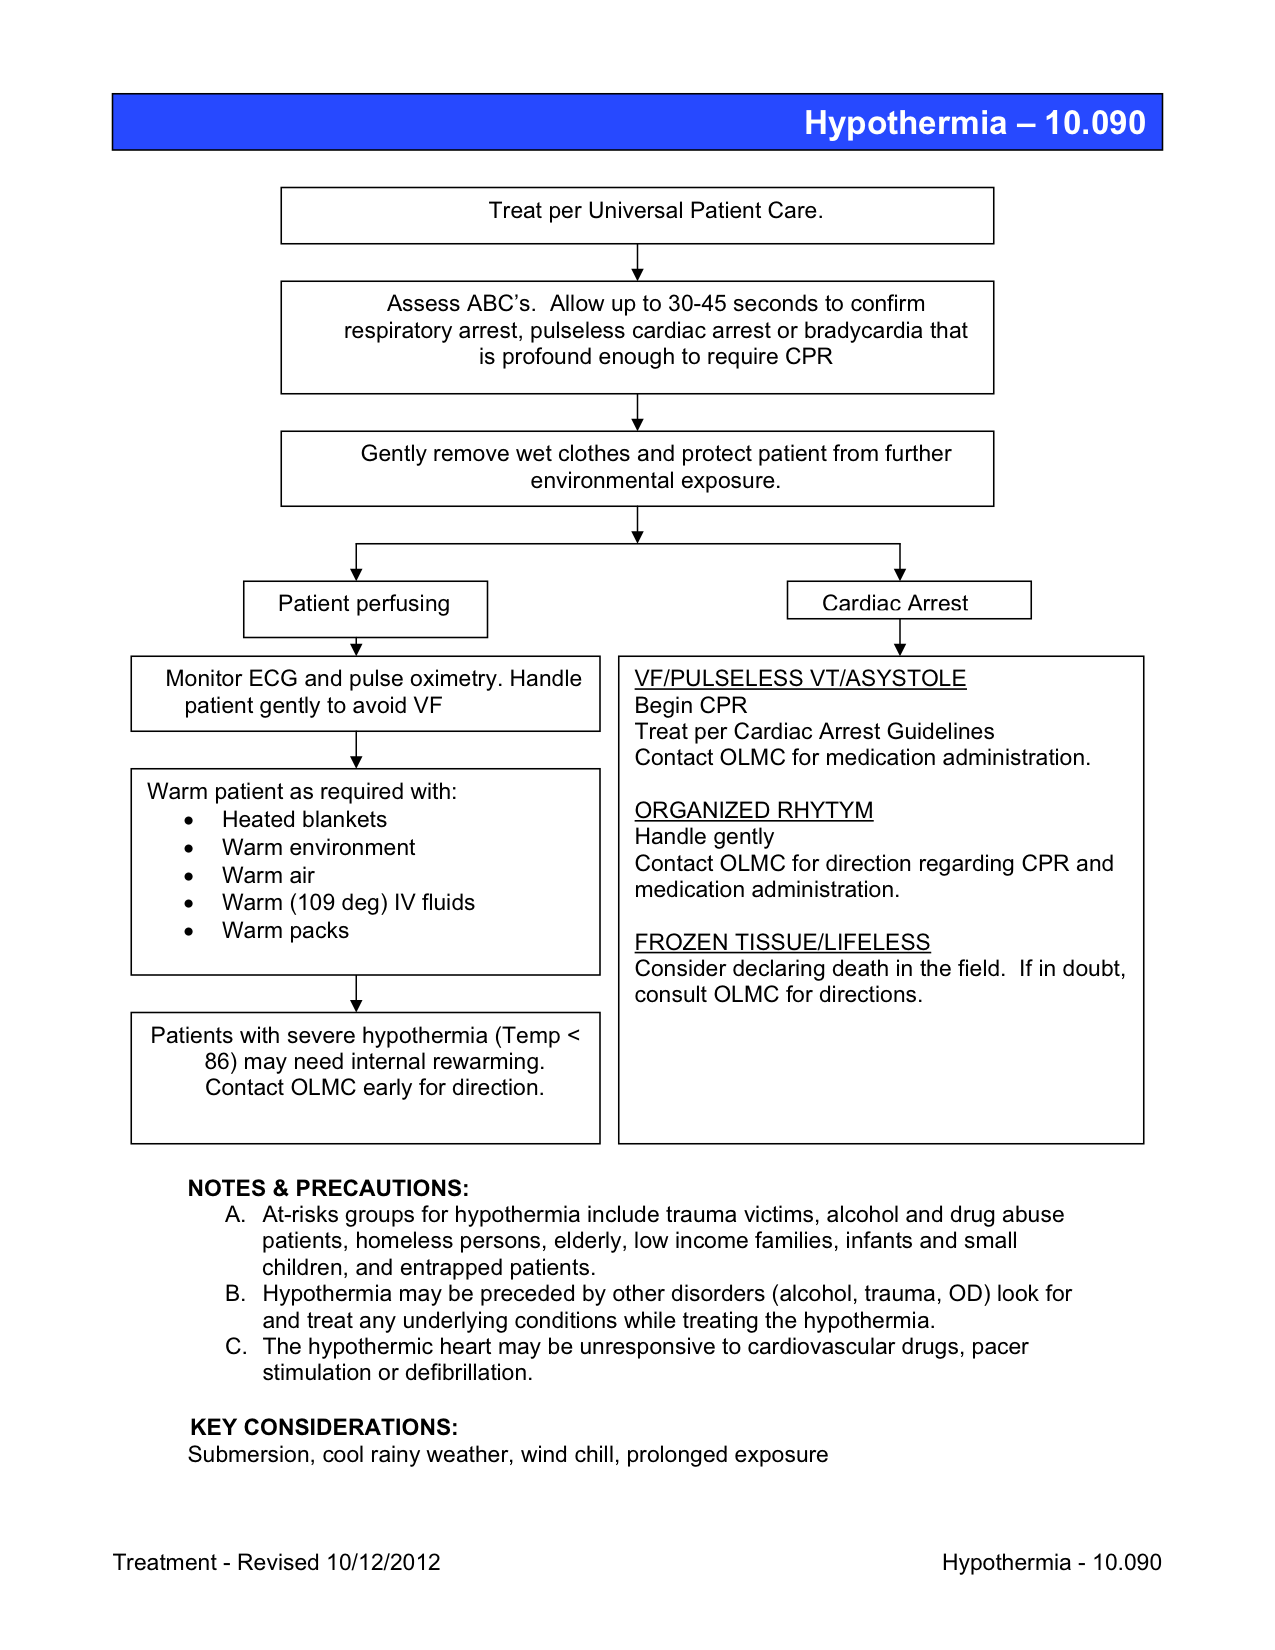 Hypothermia – 10.090
Treat per Universal Patient Care.
Assess ABC’s.  Allow up to 30-45 seconds to confirm
respiratory arrest, pulseless cardiac arrest or bradycardia that
is profound enough to require CPR
Gently remove wet clothes and protect patient from further
environmental exposure.
Patient perfusing
Monitor ECG and pulse oximetry. Handle
patient gently to avoid VF
Warm patient as required with:
• Heated blankets
• Warm environment
• Warm air
• Warm (109 deg) IV fluids
• Warm packs
Patients with severe hypothermia (Temp <
86) may need internal rewarming.
Contact OLMC early for direction.
Cardiac Arrest
VF/PULSELESS VT/ASYSTOLE
Begin CPR
Treat per Cardiac Arrest Guidelines
Contact OLMC for medication administration.
ORGANIZED RHYTYM
Handle gently
Contact OLMC for direction regarding CPR and
medication administration.
FROZEN TISSUE/LIFELESS
Consider declaring death in the field.  If in doubt,
consult OLMC for directions.
NOTES & PRECAUTIONS:
A. At-risks groups for hypothermia include trauma victims, alcohol and drug abuse
patients, homeless persons, elderly, low income families, infants and small
children, and entrapped patients.
B. Hypothermia may be preceded by other disorders (alcohol, trauma, OD) look for
and treat any underlying conditions while treating the hypothermia.
C. The hypothermic heart may be unresponsive to cardiovascular drugs, pacer
stimulation or defibrillation.
KEY CONSIDERATIONS:
Submersion, cool rainy weather, wind chill, prolonged exposure
Treatment - Revised 10/12/2012
Hypothermia - 10.090